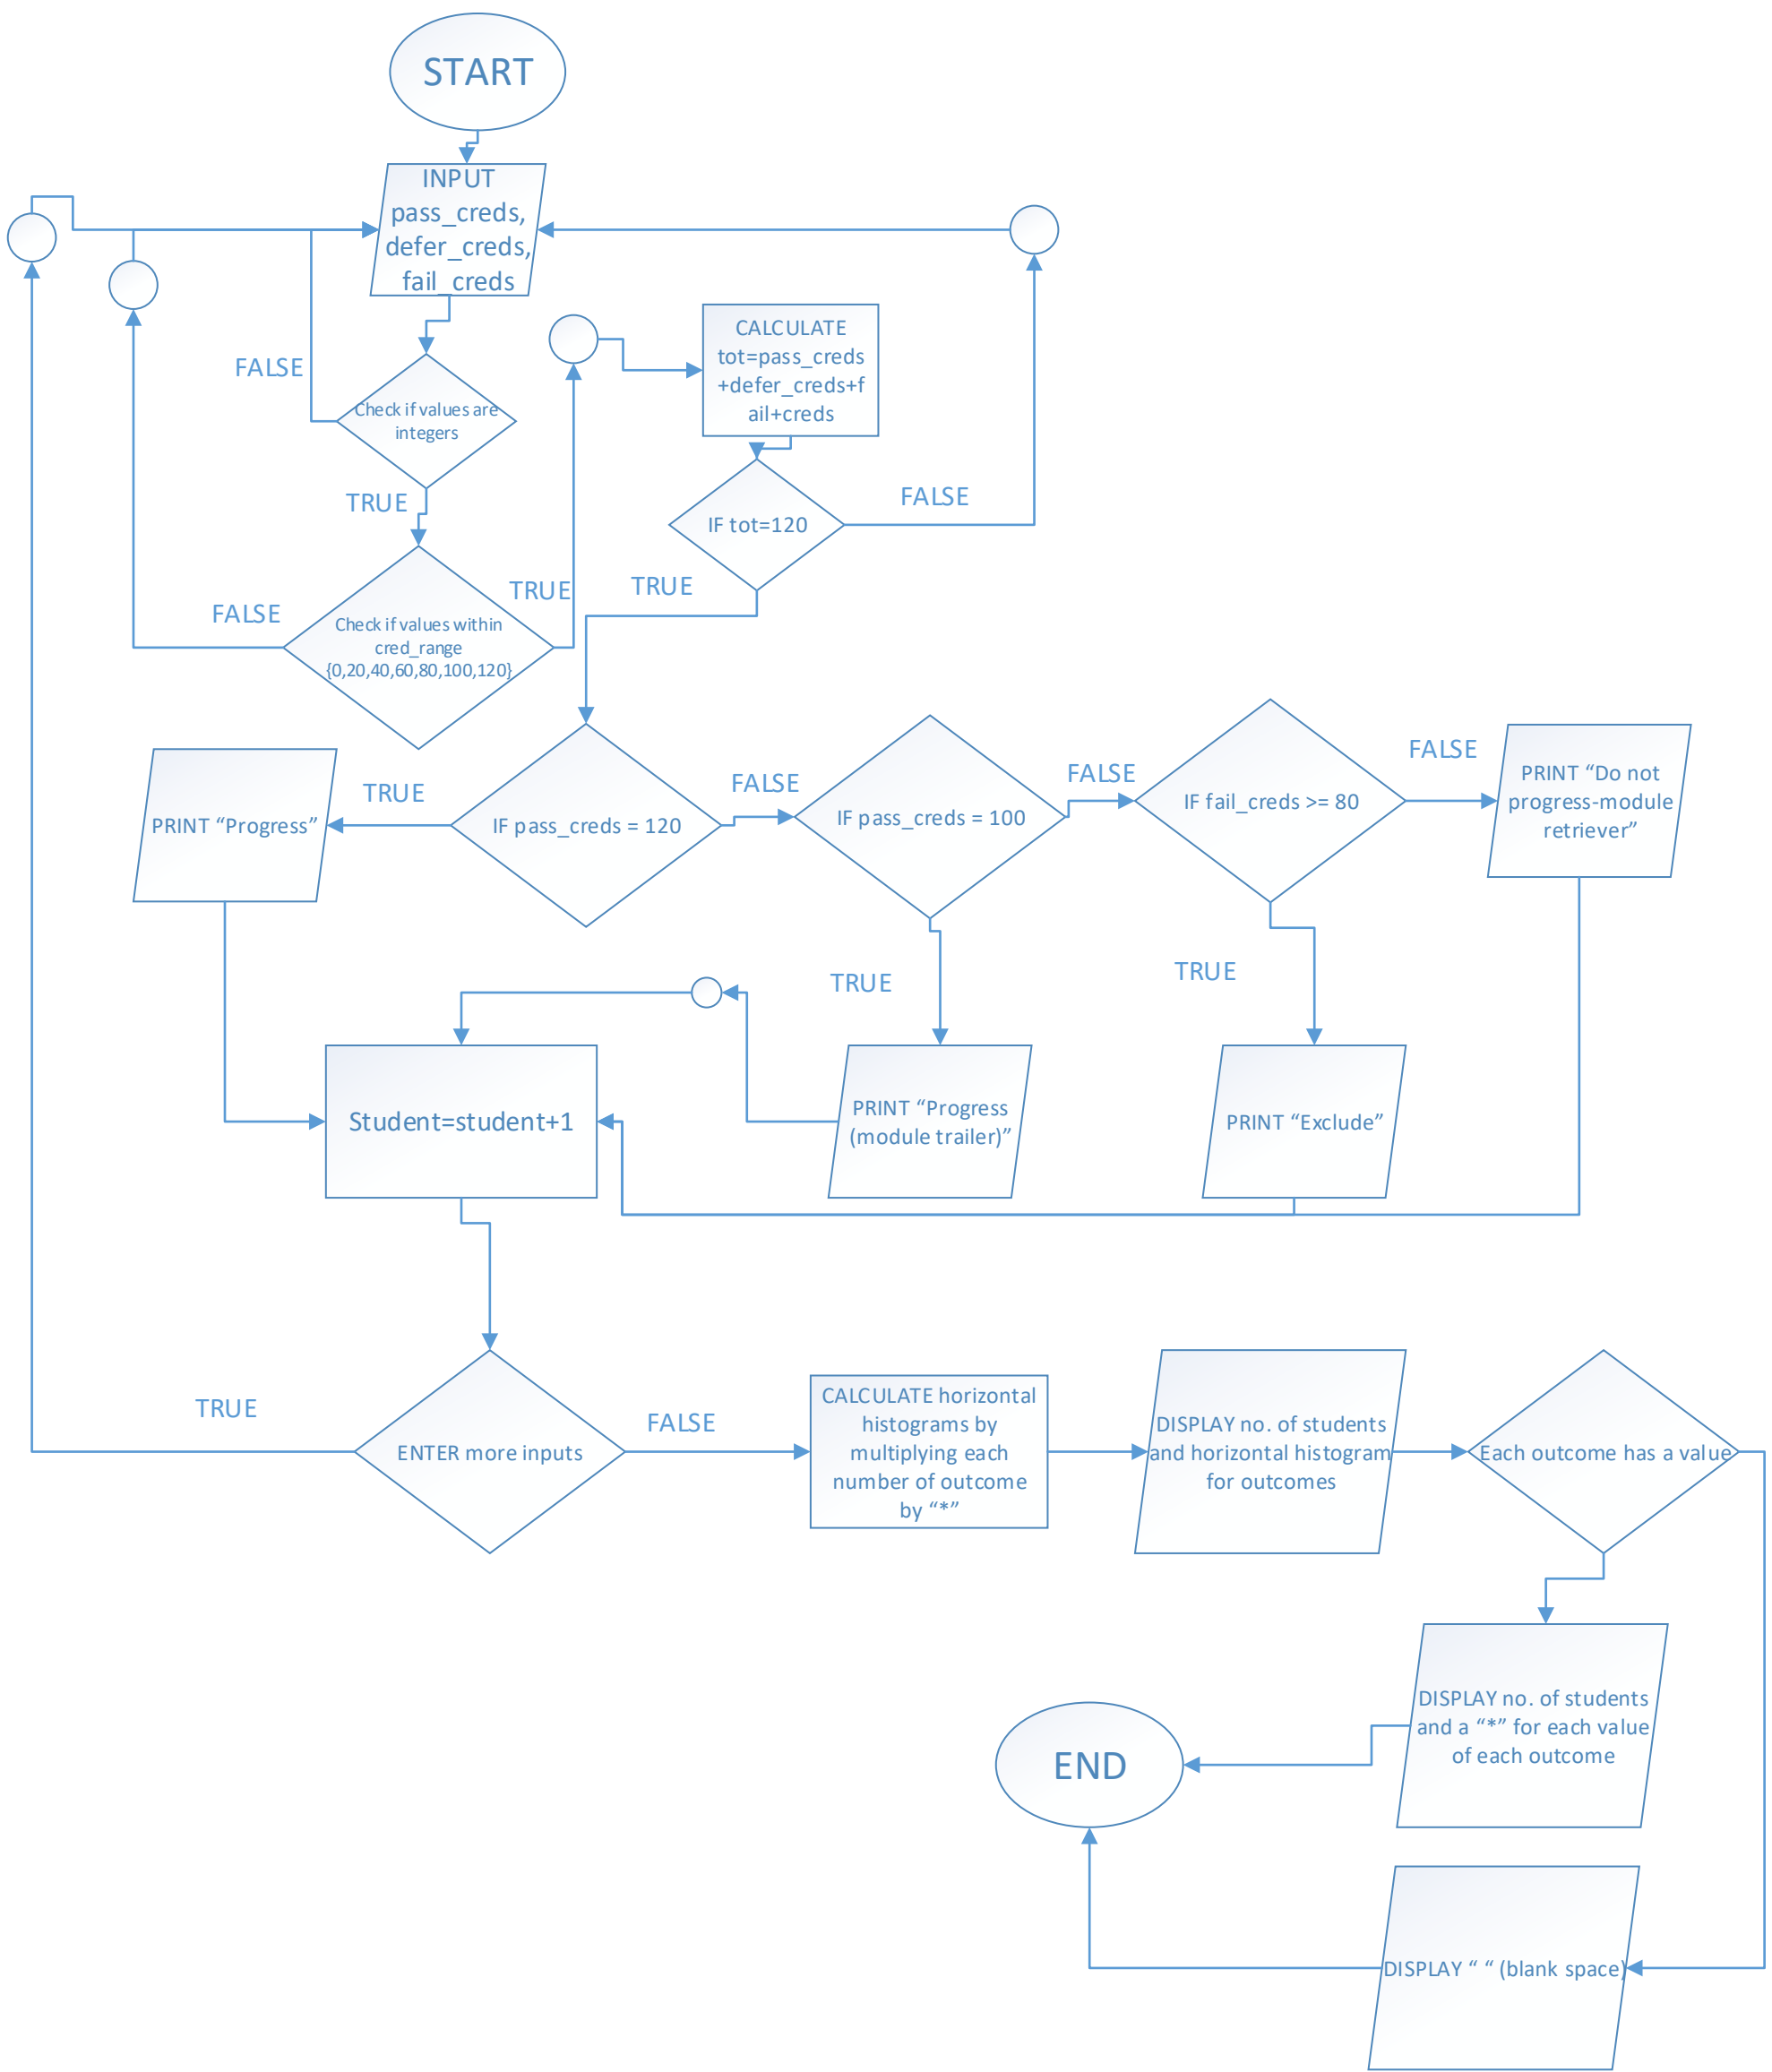 START
INPUT
pass_creds,
defer_creds,
fail_creds
FALSE
Check if values are
integers
TRUE
CALCULATE
tot=pass_creds
+defer_creds+f
ail+creds
IF tot=120
FALSE
TRUE
FALSE
Check if values within
cred_range
{0,20,40,60,80,100,120}
TRUE
PRINT “Progress”
TRUE
IF pass_creds = 120
FALSE
IF pass_creds = 100
FALSE
IF fail_creds >= 80
FALSE
PRINT “Do not
progress-module
retriever”
TRUE
TRUE
Student=student+1
PRINT “Progress
(module trailer)”
PRINT “Exclude”
TRUE
ENTER more inputs
FALSE
CALCULATE horizontal
histograms by
multiplying each
number of outcome
by “*”
DISPLAY no. of students
and horizontal histogram
for outcomes
Each outcome has a value
DISPLAY no. of students
and a “*” for each value
of each outcome
END
DISPLAY “ “ (blank space)